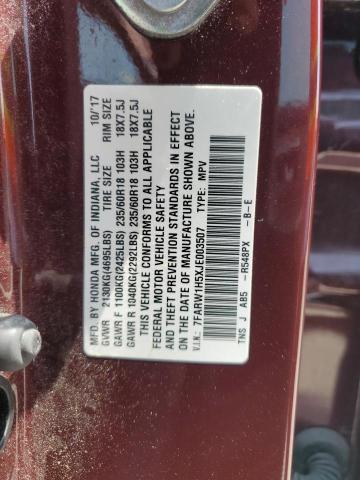 MFD. BY HONDA MFG. OF INDIANA, LLC 10/'17
GVWR 2130KG(4695LBS) TIRE SIZE RIM SIZE
GAWR F 1100KG(2425LBS) 235/60R18 103H 18X7.5J
GAWR R 1040KG(2292LBS) 235/60R18 103H 18X7.5J
THIS VEHICLE CONFORMS TO ALL APPLICABLE
FEDERAL MOTOR VEHICLE SAFETY
AND THEFT PREVENTION STANDARDS IN EFFECT
ON THE DATE OF MANUFACTURE SHOWN ABOVE.
V.I.N.: 7FARW1H5XJE003507 TYPE: MPV
TNS J AB5 -R548PX -B-E